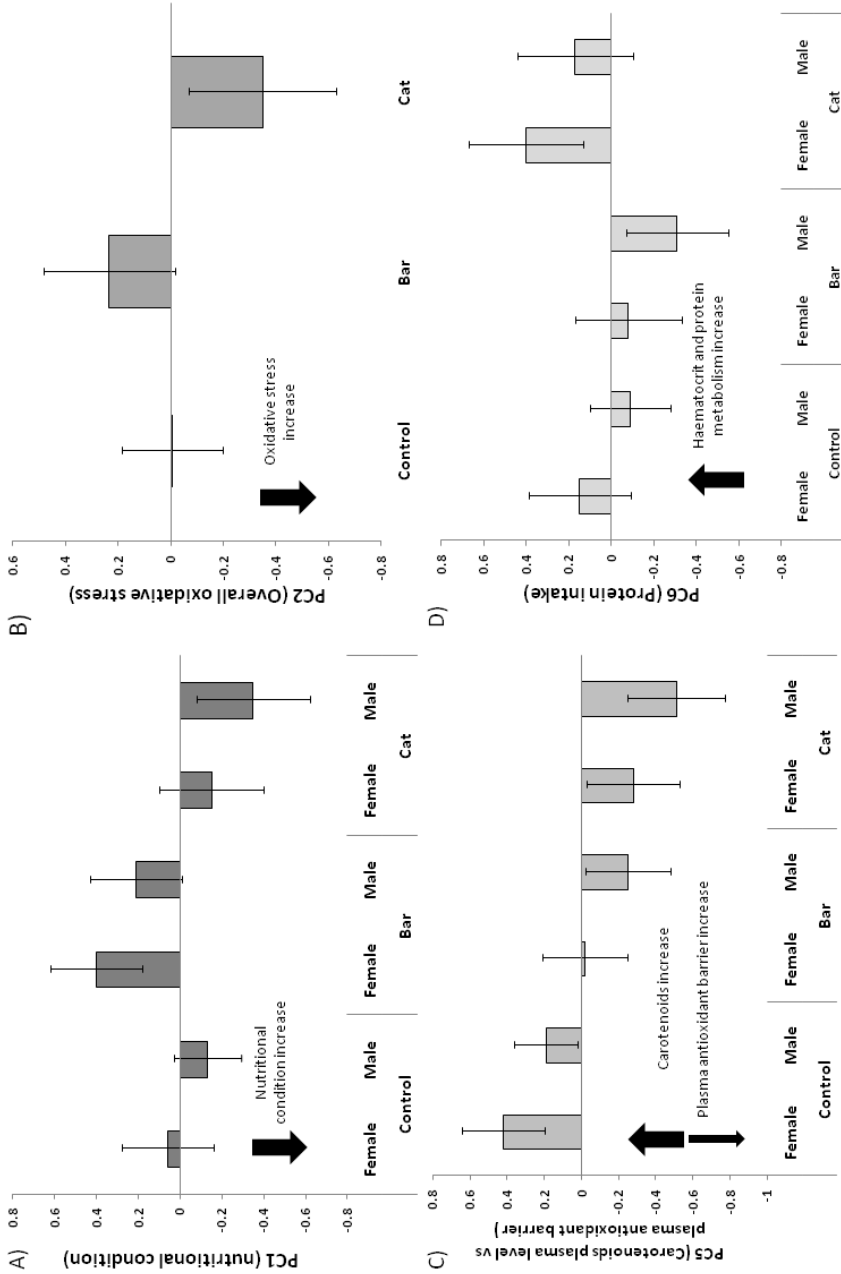 A)
PC1 (nutritional condition)
0.6
0.4
0.2
0
-0.2
-0.4
-0.6
-0.8
Nutritional
condition increase
Female Male Female Male Female Male
Control Bar Cat
B)
PC2 (Overall oxidative stress)
0.6
0.4
0.2
0
-0.2
-0.4
-0.6
-0.8
Oxidative stress
increase
Control Bar Cat
C)
PC5 (Carotenoids plasma level vs
plasma antioxidant barrier)
0.8
0.6
0.4
0.2
0
-0.2
-0.4
-0.6
-0.8
-1
Carotenoids increase
Plasma antioxidant barrier increase
Female Male Female Male Female Male
Control Bar Cat
D)
PC6 (Protein intake)
0.8
0.6
0.4
0.2
0
-0.2
-0.4
-0.6
-0.8
Haematocrit and protein
metabolism increase
Female Male Female Male Female Male
Control Bar Cat